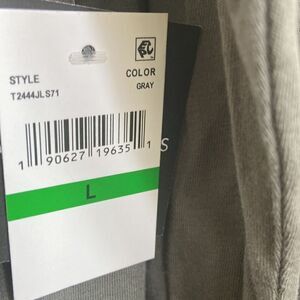 STYLE
T2444JLS71
COLOR
GRAY
1 90627 19635 1
L
S